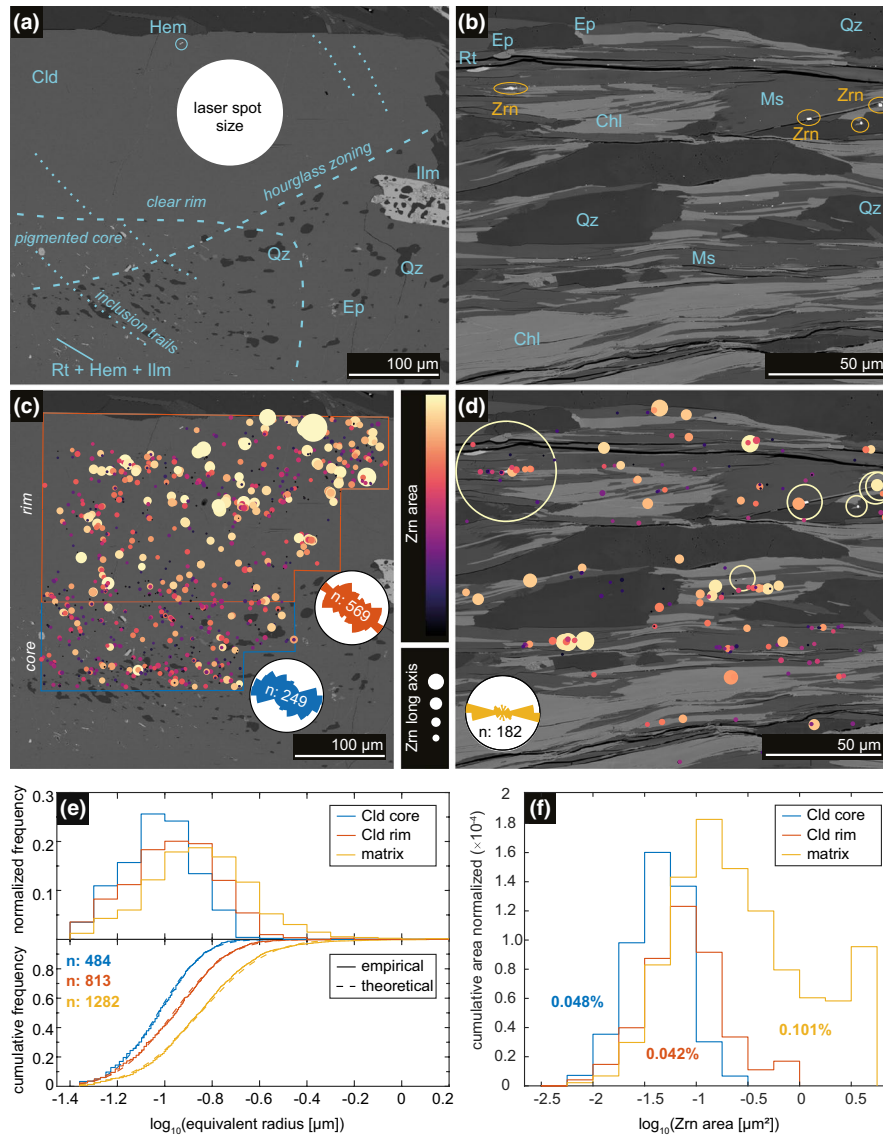 (a)
Hem
Cld
laser spot
size
hourglass zoning
Ilm
clear rim
pigmented core
Qz
Qz
inclusion trails
Ep
Rt + Hem + Ilm
100 µm
(b)
Ep
Ep
Qz
Rt
Zrn
Ms
Zrn
Chl
Zrn
Qz
Qz
Ms
Chl
50 µm
(c)
rim
n: 569
core
n: 249
100 µm
Zrn area
Zrn long axis
(d)
n: 182
50 µm
(e)
0.3
0.2
0.1
normalized frequency
Cld core
Cld rim
matrix
n: 484
n: 813
n: 1282
empirical
theoretical
0.8
0.6
0.4
0.2
0
cumulative frequency
-1.4 -1.2 -1 -0.8 -0.6 -0.4 -0.2 0 0.2
log10(equivalent radius [µm])
(f)
2
1.8
1.6
1.4
1.2
1.0
0.8
0.6
0.4
0.2
0
cumulative area normalized (×10-4)
Cld core
Cld rim
matrix
0.048%
0.042%
0.101%
-2.5 -2 -1.5 -1 -0.5 0 0.5
log10(Zrn area [µm²])